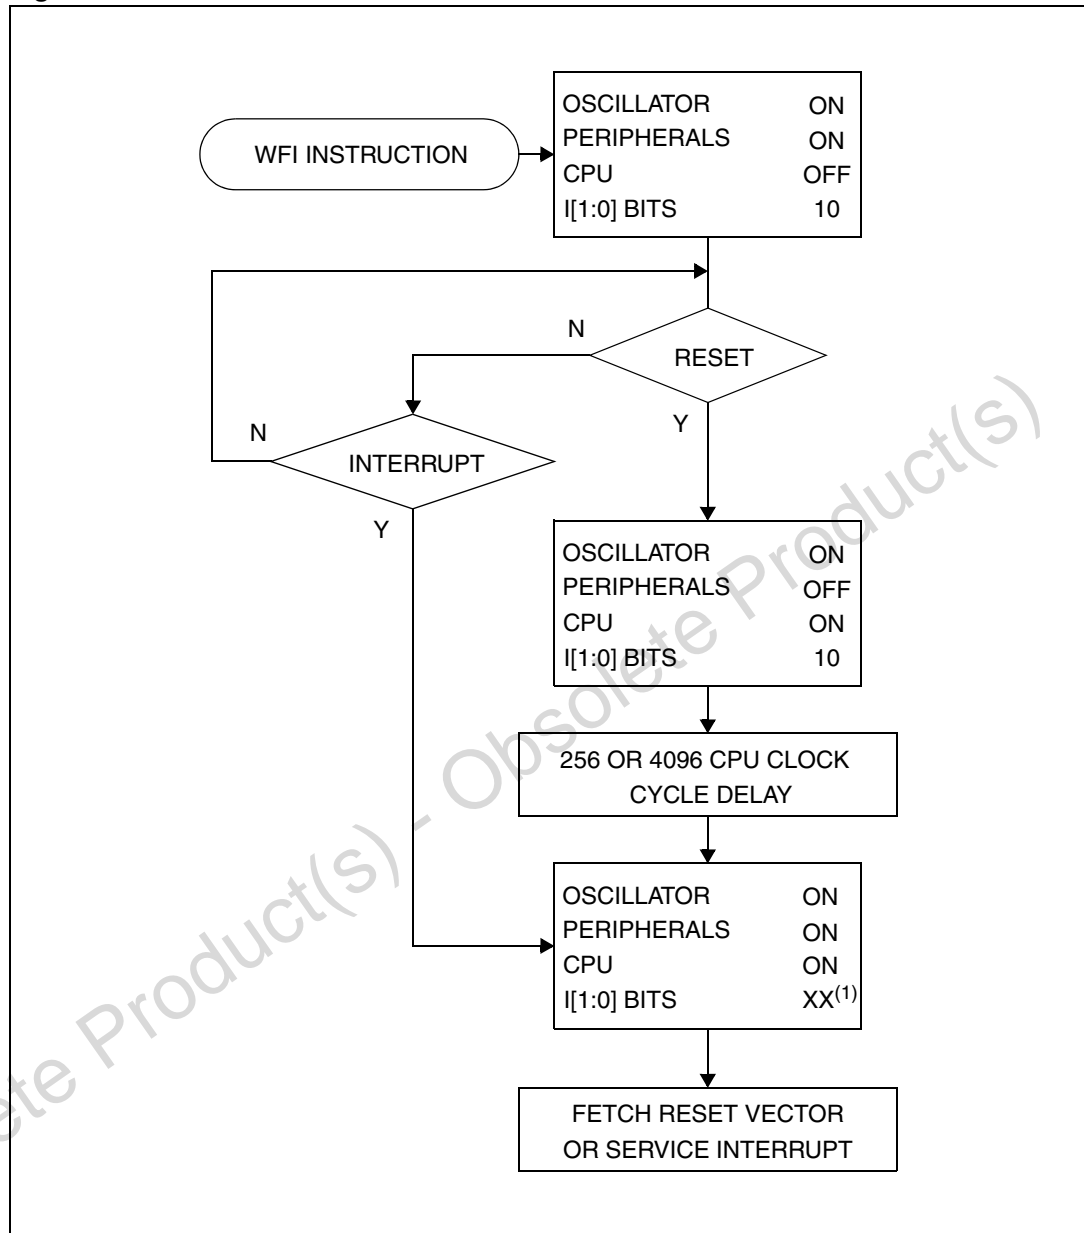 WFI INSTRUCTION
OSCILLATOR ON
PERIPHERALS ON
CPU OFF
I[1:0] BITS 10
RESET
N
Y
INTERRUPT
N
Y
OSCILLATOR ON
PERIPHERALS OFF
CPU ON
I[1:0] BITS 10
256 OR 4096 CPU CLOCK
CYCLE DELAY
OSCILLATOR ON
PERIPHERALS ON
CPU ON
I[1:0] BITS XX(1)
FETCH RESET VECTOR
OR SERVICE INTERRUPT
ete Product(s) - Obsolete Product(s)